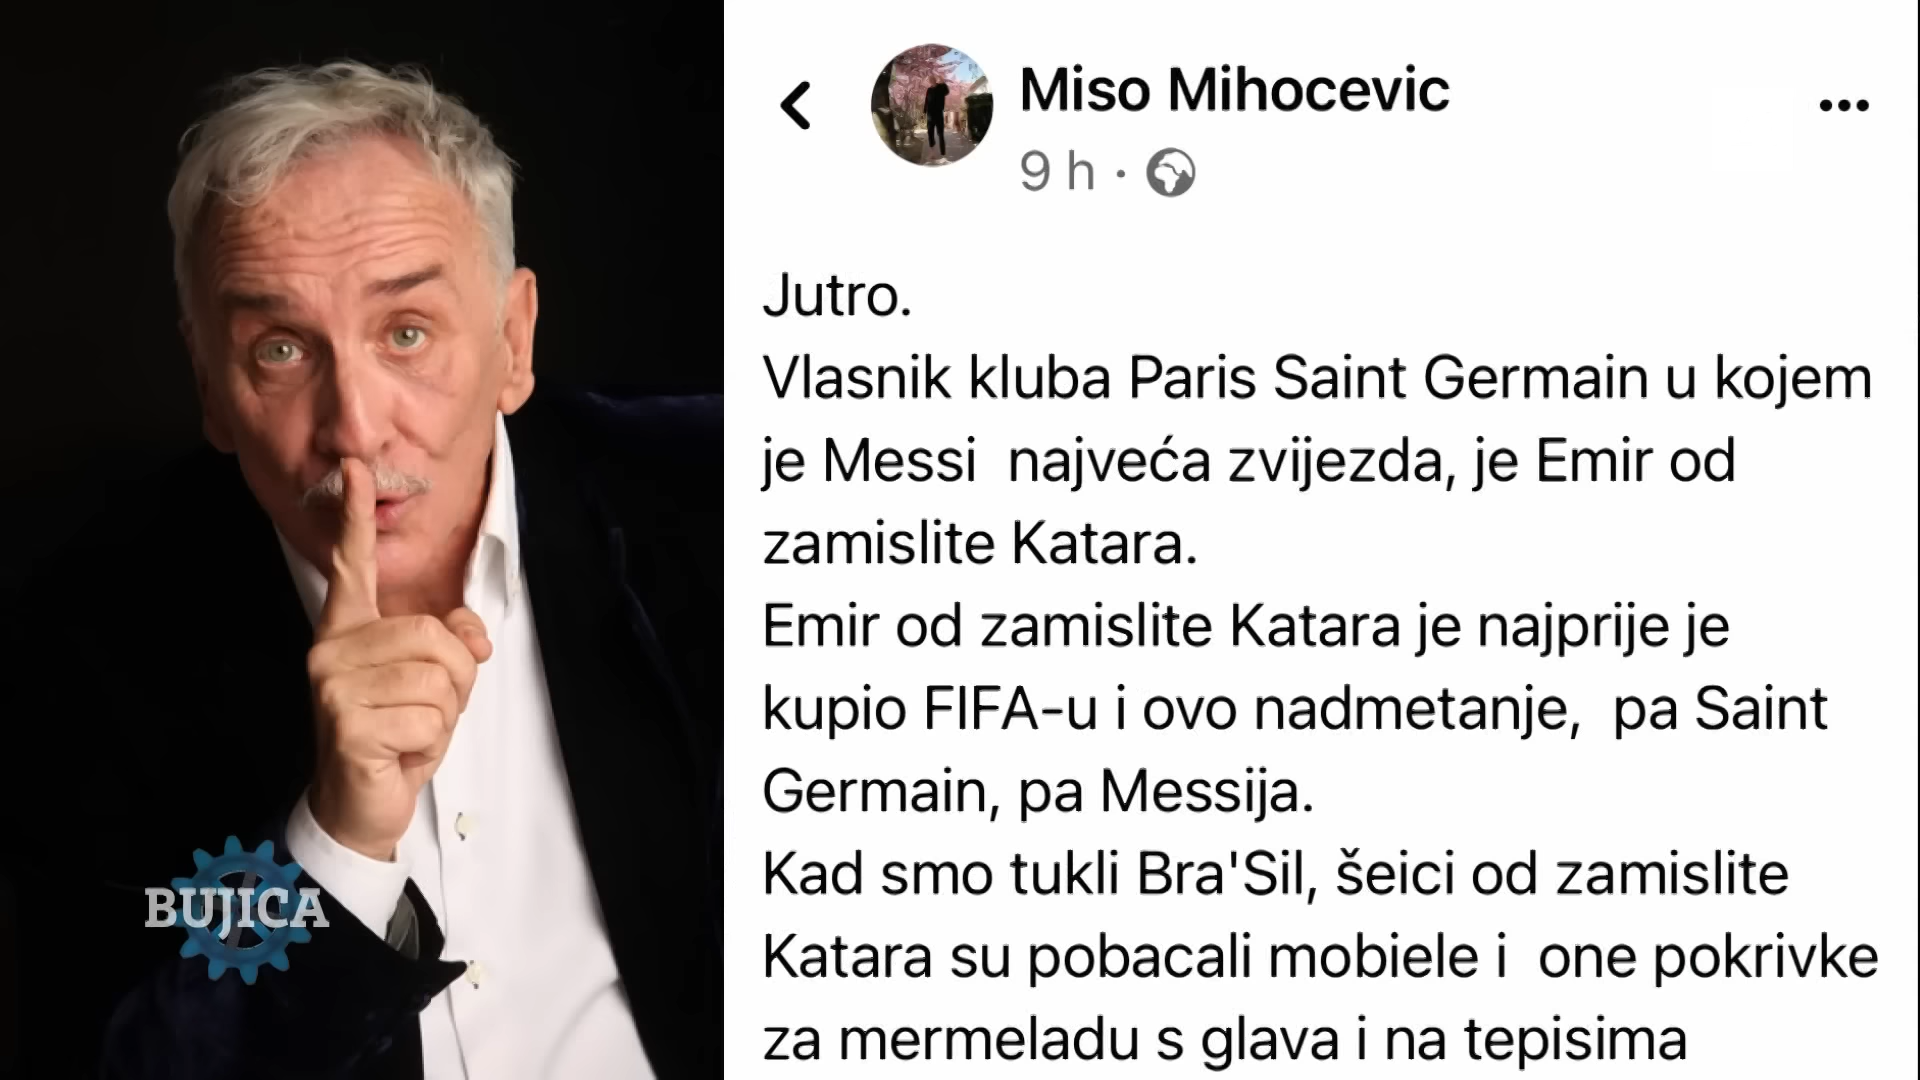 BUJICA
Miso Mihocevic
9 h ·
Jutro.
Vlasnik kluba Paris Saint Germain u kojem
je Messi  najveća zvijezda, je Emir od
zamislite Katara.
Emir od zamislite Katara je najprije je
kupio FIFA-u i ovo nadmetanje,  pa Saint
Germain, pa Messija.
Kad smo tukli Bra'Sil, šeici od zamislite
Katara su pobacali mobiele i  one pokrivke
za mermeladu s glava i na tepisima